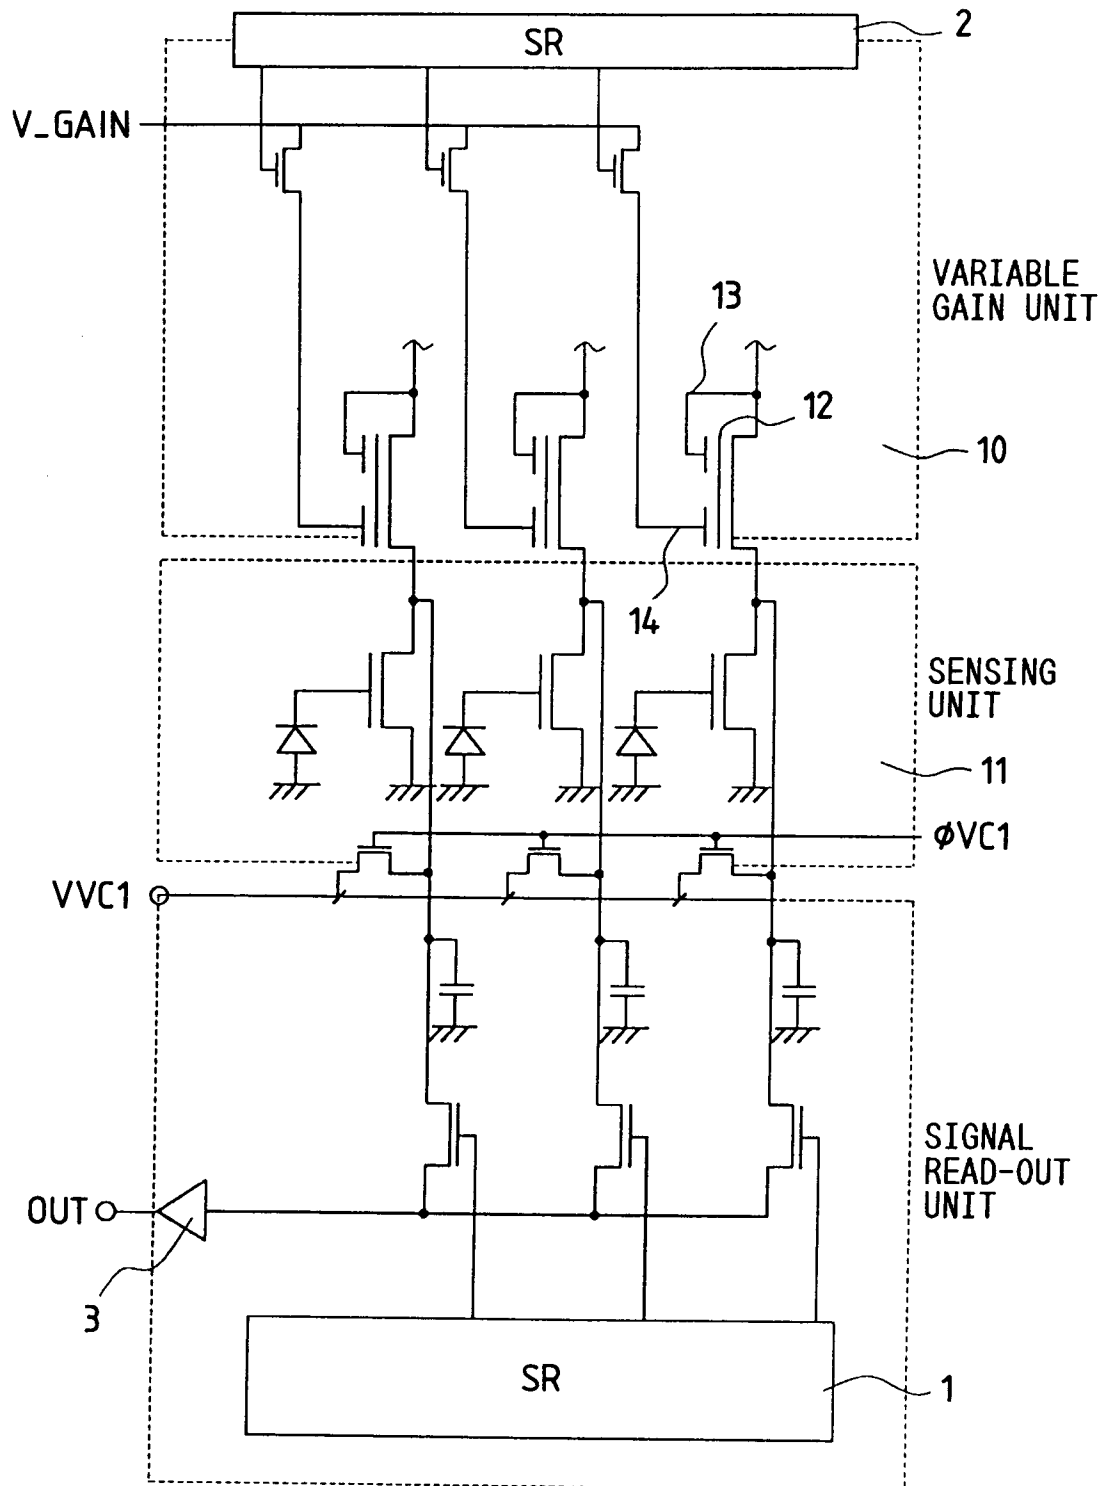 2
SR
V_GAIN
VARIABLE
GAIN UNIT
13
12
10
14
SENSING
UNIT
11
ØVC1
VVC1
SIGNAL
READ-OUT
UNIT
OUT
3
SR
1